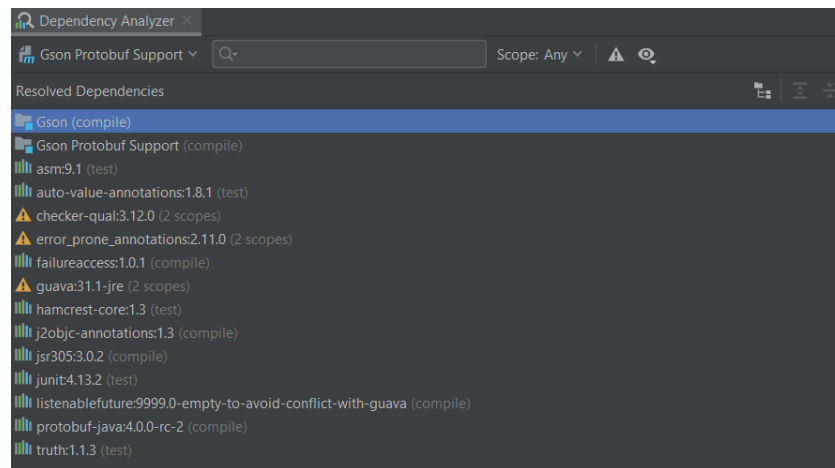 Dependency Analyzer
Gson Protobuf Support Scope: Any
Resolved Dependencies
Gson (compile)
Gson Protobuf Support (compile)
asm:9.1 (test)
auto-value-annotations:1.8.1 (test)
checker-qual:3.12.0 (2 scopes)
error_prone_annotations:2.11.0 (2 scopes)
failureaccess:1.0.1 (compile)
guava:31.1-jre (2 scopes)
hamcrest-core:1.3 (test)
j2objc-annotations:1.3 (compile)
jsr305:3.0.2 (compile)
junit:4.13.2 (test)
listenablefuture:9999.0-empty-to-avoid-conflict-with-guava (compile)
protobuf-java:4.0.0-rc-2 (compile)
truth:1.1.3 (test)